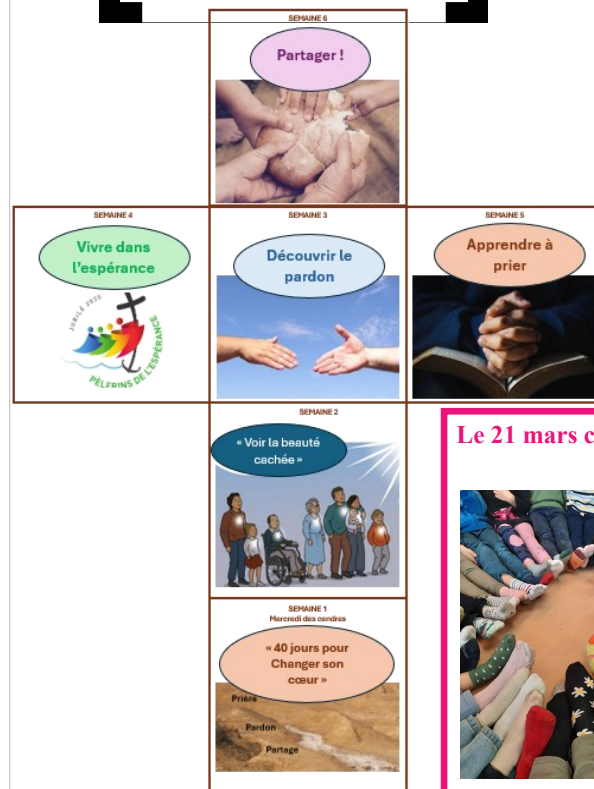 SEMAINE 6
Partager !
SEMAINE 4
Vivre dans
l'espérance
JUBILÉ 2025
PÈLERINS DE L'ESPÉRANCE
SEMAINE 3
Découvrir le
pardon
SEMAINE 5
Apprendre à
prier
SEMAINE 2
« Voir la beauté
cachée »
Le 21 mars c
SEMAINE 1
Mercredi des cendres
« 40 jours pour
Changer son
cœur »
Prière
Pardon
Partage